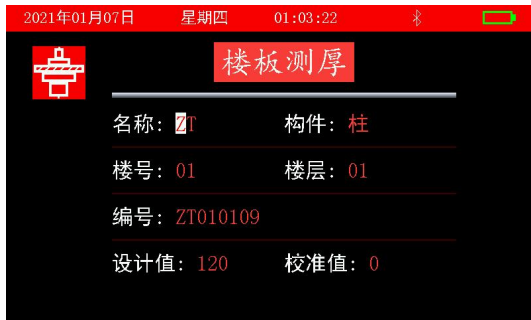 2021年01月07日 星期四 01:03:22
楼板测厚
名称: ZT 构件: 柱
楼号: 01 楼层: 01
编号: ZT010109
设计值: 120 校准值: 0